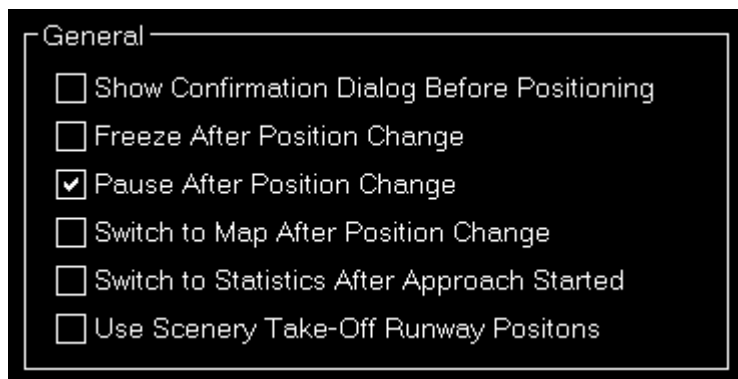 General
Show Confirmation Dialog Before Positioning
Freeze After Position Change
Pause After Position Change
Switch to Map After Position Change
Switch to Statistics After Approach Started
Use Scenery Take-Off Runway Positons